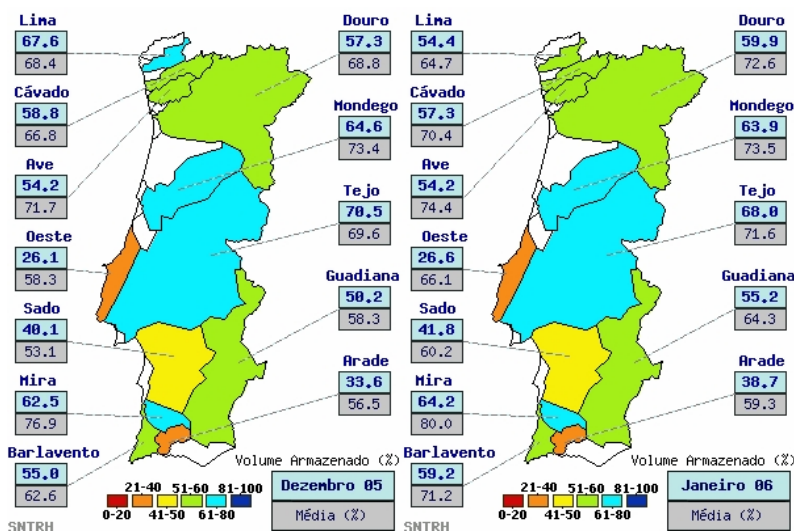 Lima
67.6
68.4
Douro
57.3
68.8
Cávado
58.8
66.8
Mondego
64.6
73.4
Ave
54.2
71.7
Tejo
70.5
69.6
Oeste
26.1
58.3
Guadiana
50.2
58.3
Sado
40.1
53.1
Arade
33.6
56.5
Mira
62.5
76.9
Barlavento
55.0
62.6
Volume Armazenado (%)
Dezembro 05
Média (%)
21-40 51-60 81-100
0-20 41-50 61-80
SNTRH
Lima
54.4
64.7
Douro
59.9
72.6
Cávado
57.3
70.4
Mondego
63.9
73.5
Ave
54.2
74.4
Tejo
68.0
71.6
Oeste
26.6
66.1
Guadiana
55.2
64.3
Sado
41.8
60.2
Arade
38.7
59.3
Mira
64.2
80.0
Barlavento
59.2
71.2
Volume Armazenado (%)
Janeiro 06
Média (%)
21-40 51-60 81-100
0-20 41-50 61-80
SNTRH